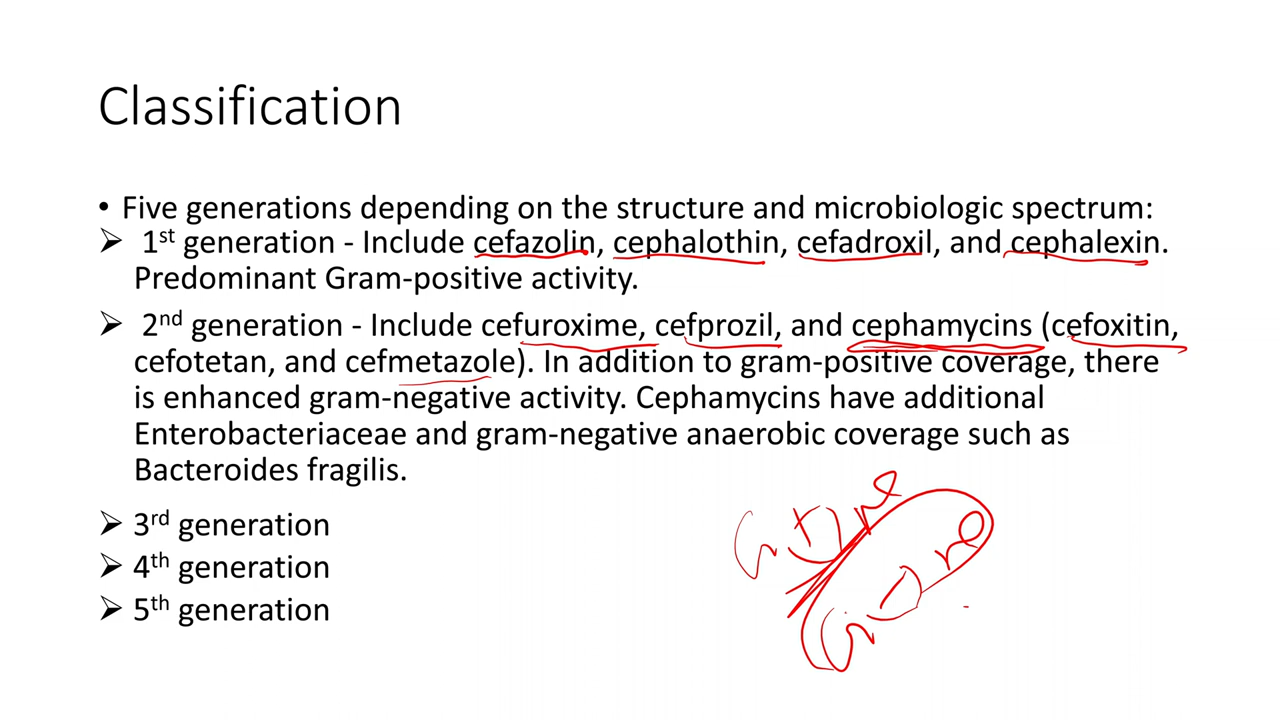 Classification
• Five generations depending on the structure and microbiologic spectrum:
➢ 1st generation - Include cefazolin, cephalothin, cefadroxil, and cephalexin.
Predominant Gram-positive activity.
➢ 2nd generation - Include cefuroxime, cefprozil, and cephamycins (cefoxitin,
cefotetan, and cefmetazole). In addition to gram-positive coverage, there
is enhanced gram-negative activity. Cephamycins have additional
Enterobacteriaceae and gram-negative anaerobic coverage such as
Bacteroides fragilis.
➢ 3rd generation
➢ 4th generation
➢ 5th generation
G(+)ve
G(-)ve